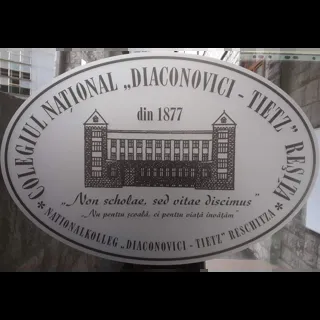 * COLEGIUL NAȚIONAL „DIACONOVICI - TIETZ” REȘIȚA *
din 1877
„Non scholae, sed vitae discimus”
„Nu pentru școală, ci pentru viață învățăm”
NATIONALKOLLEG „DIACONOVICI - TIETZ” RESCHITZA